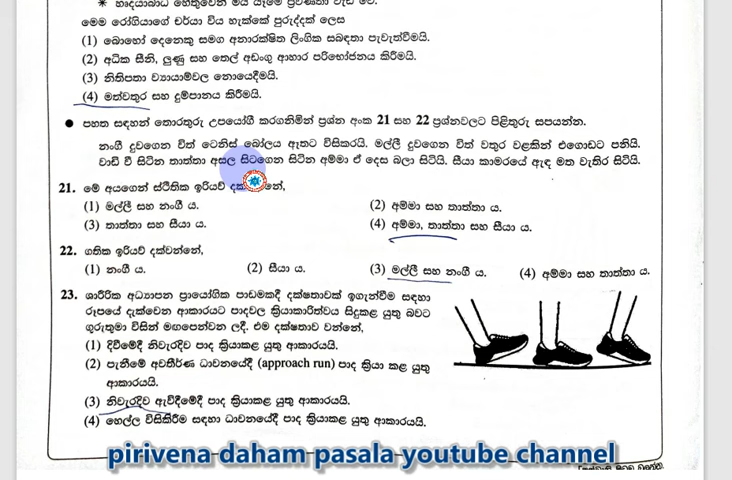 * හෘදයාබාධ හේතුවෙන් මිය යෑමේ ප්‍රවණතා වැඩි වේ.
මෙම රෝගියාගේ චර්යා විය හැක්කේ පුරුද්දක් ලෙස
(1) බොහෝ දෙනෙකු සමග අනාරක්ෂිත ලිංගික සබඳතා පැවැත්වීමයි.
(2) අධික සීනි, ලුණු සහ තෙල් අඩංගු ආහාර පරිභෝජනය කිරීමයි.
(3) නිතිපතා ව්‍යායාම්වල නොයෙදීමයි.
(4) මත්වතුර සහ දුම්පානය කිරීමයි.
● පහත සඳහන් තොරතුරු උපයෝගී කරගනිමින් ප්‍රශ්න අංක 21 සහ 22 ප්‍රශ්නවලට පිළිතුරු සපයන්න.
නංගී දුවගෙන විත් ටෙනිස් බෝලය ඈතට විසිකරයි. මල්ලී දුවගෙන විත් වතුර වළකින් එගොඩට පනියි.
වාඩි වී සිටින තාත්තා අසල සිටගෙන සිටින අම්මා ඒ දෙස බලා සිටියි. සීයා කාමරයේ ඇඳ මත වැතිර සිටියි.
21. මේ අයගෙන් ස්ථිතික ඉරියව් දක්වන්නේ,
(1) මල්ලී සහ නංගී ය. (2) අම්මා සහ තාත්තා ය.
(3) තාත්තා සහ සීයා ය. (4) අම්මා, තාත්තා සහ සීයා ය.
22. ගතික ඉරියව් දක්වන්නේ,
(1) නංගී ය. (2) සීයා ය. (3) මල්ලී සහ නංගී ය. (4) අම්මා සහ තාත්තා ය.
23. ශාරීරික අධ්‍යාපන ප්‍රායෝගික පාඩමකදී දක්ෂතාවක් ඉගැන්වීම සඳහා
රූපයේ දැක්වෙන ආකාරයට පාදවල ක්‍රියාකාරීත්වය සිදුකළ යුතු බවට
ගුරුතුමා විසින් මඟපෙන්වන ලදී. එම දක්ෂතාව වන්නේ,
(1) දිවීමේදී නිවැරදිව පාද ක්‍රියාකළ යුතු ආකාරයයි.
(2) පැනීමේ අවතීර්ණ ධාවනයේදී (approach run) පාද ක්‍රියා කළ යුතු
ආකාරයයි.
(3) නිවැරදිව ඇවිදීමේදී පාද ක්‍රියාකළ යුතු ආකාරයයි.
(4) හෙල්ල විසිකිරීම සඳහා ධාවනයේදී පාද ක්‍රියාකළ යුතු ආකාරයයි.
pirivena daham pasala youtube channel